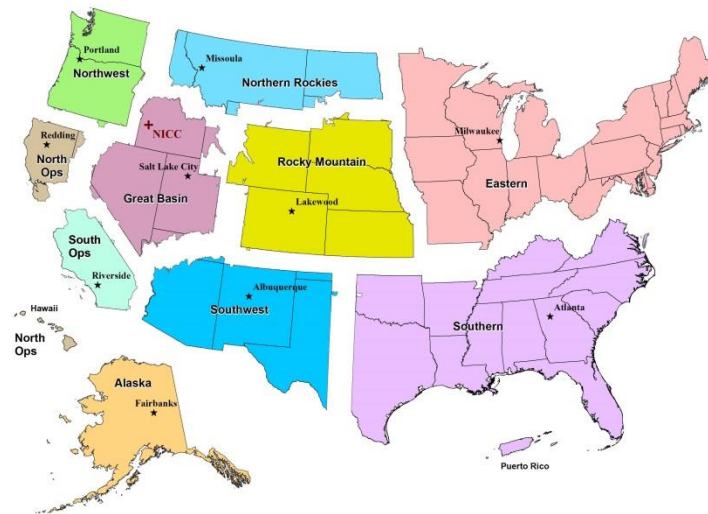 Portland
Northwest
Missoula
Northern Rockies
Redding
North
Ops
NICC
Salt Lake City
Great Basin
Rocky Mountain
Lakewood
Milwaukee
Eastern
South
Ops
Riverside
Albuquerque
Southwest
Southern
Atlanta
Hawaii
North
Ops
Alaska
Fairbanks
Puerto Rico